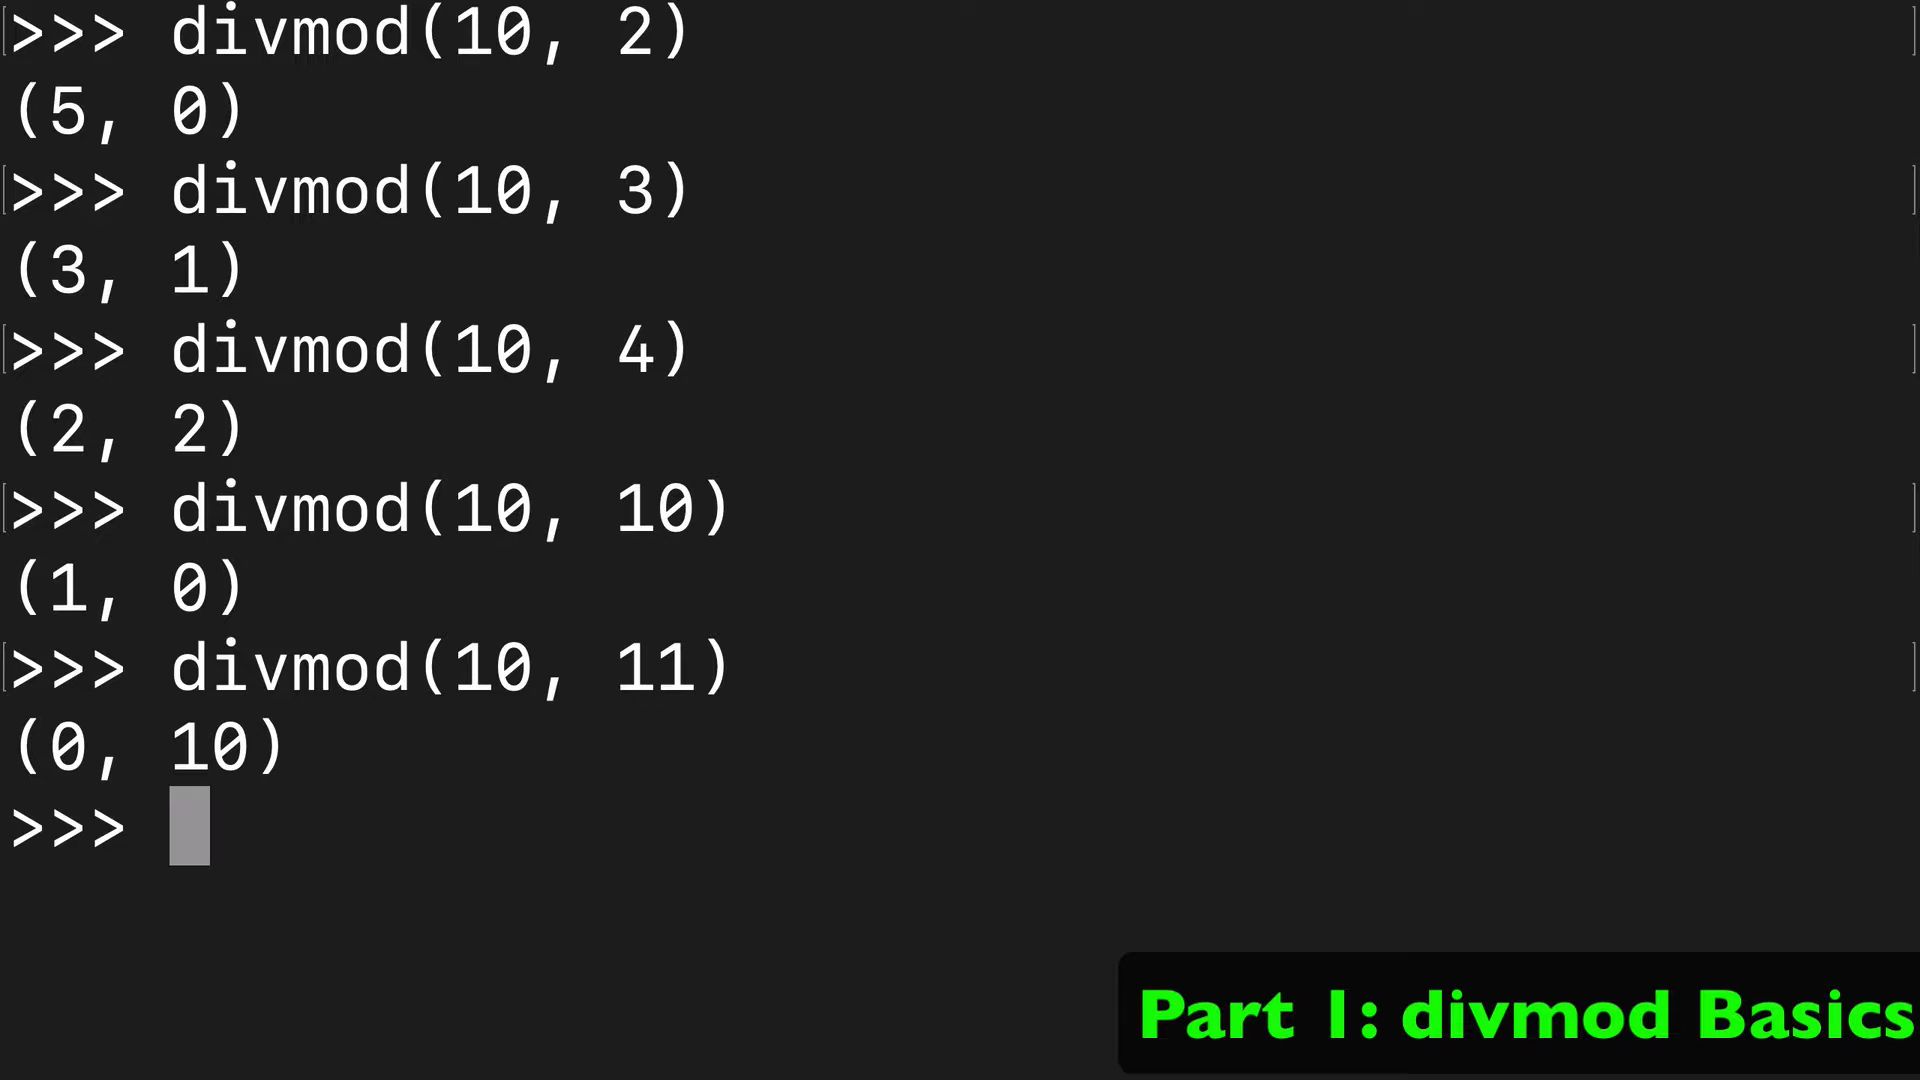 >>> divmod(10, 2)
(5, 0)
>>> divmod(10, 3)
(3, 1)
>>> divmod(10, 4)
(2, 2)
>>> divmod(10, 10)
(1, 0)
>>> divmod(10, 11)
(0, 10)
>>>
Part 1: divmod Basics